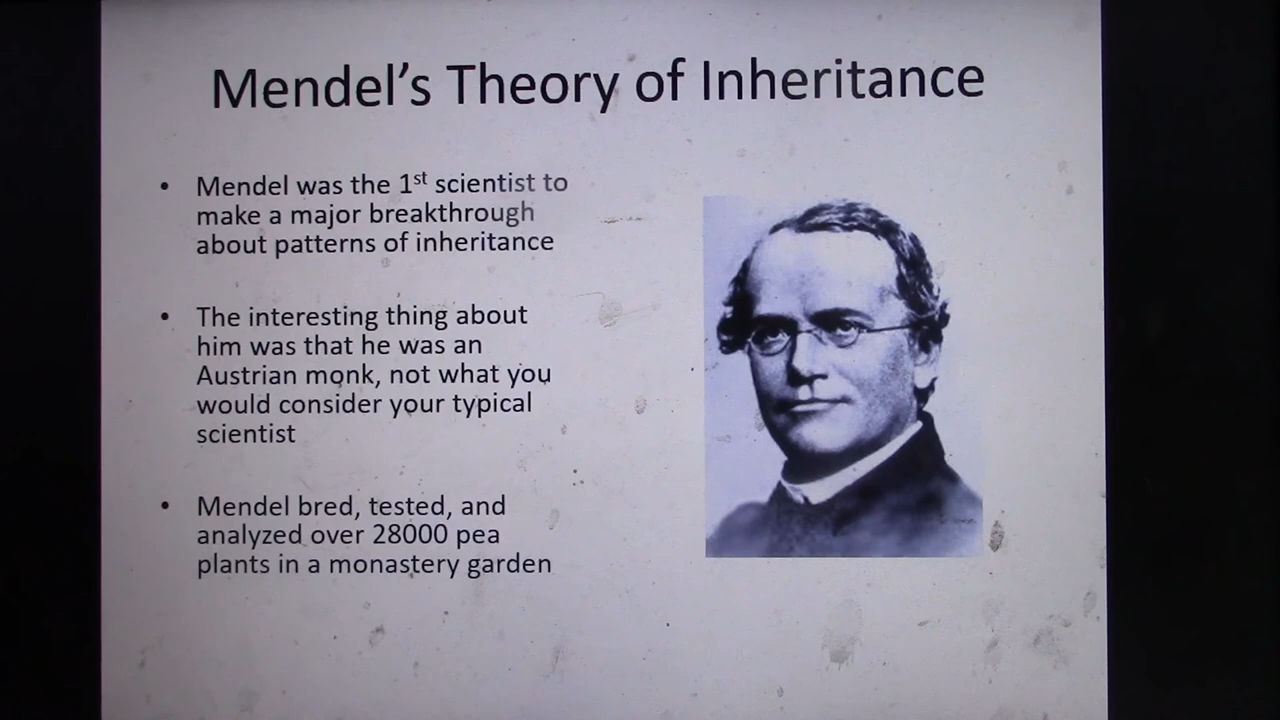 Mendel's Theory of Inheritance
• Mendel was the 1st scientist to
make a major breakthrough
about patterns of inheritance
• The interesting thing about
him was that he was an
Austrian monk, not what you
would consider your typical
scientist
• Mendel bred, tested, and
analyzed over 28000 pea
plants in a monastery garden